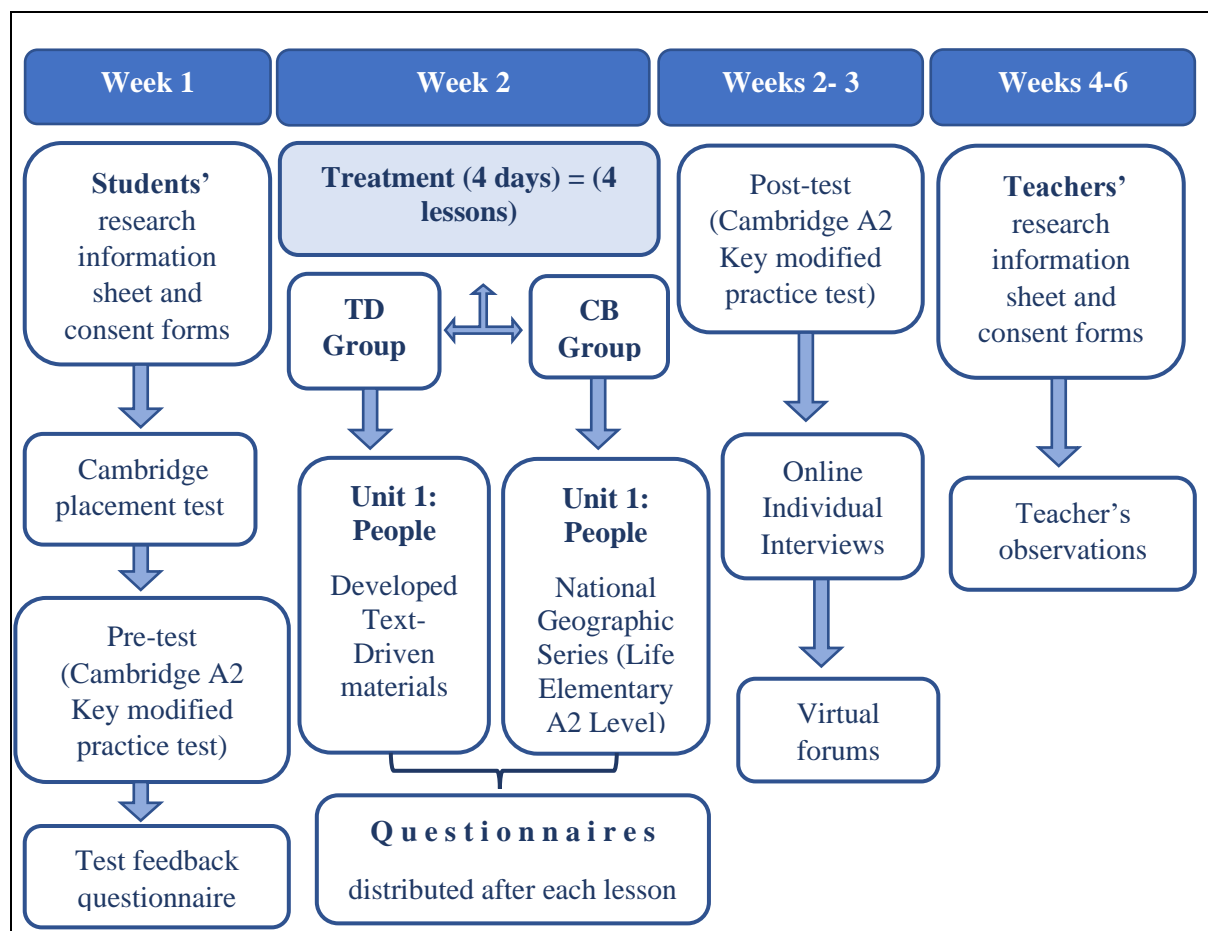 Week 1
Week 2
Weeks 2- 3
Weeks 4-6
Students’
research
information
sheet and
consent forms
Cambridge
placement test
Pre-test
(Cambridge A2
Key modified
practice test)
Test feedback
questionnaire
Treatment (4 days) = (4
lessons)
TD
Group
CB
Group
Unit 1:
People
Developed
Text-
Driven
materials
Unit 1:
People
National
Geographic
Series (Life
Elementary
A2 Level)
Questionnaires
distributed after each lesson
Post-test
(Cambridge A2
Key modified
practice test)
Online
Individual
Interviews
Virtual
forums
Teachers’
research
information
sheet and
consent forms
Teacher’s
observations